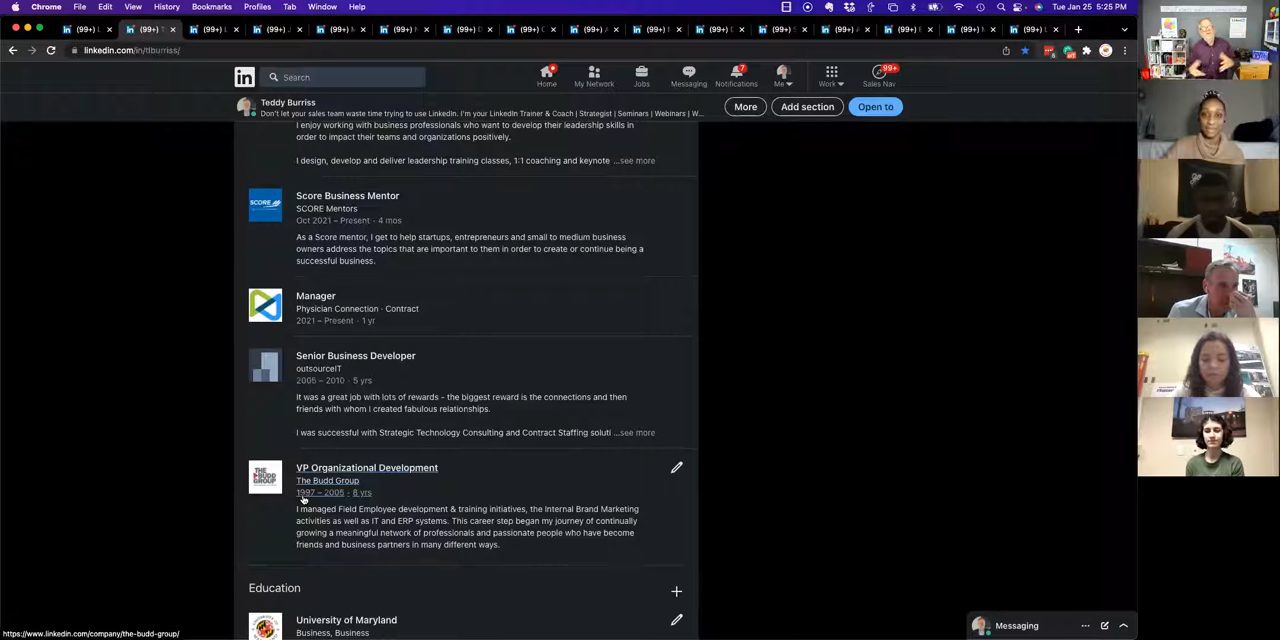 Chrome File Edit View History Bookmarks Profiles Tab Window Help
Tue Jan 25 5:25 PM
linkedin.com/in/tlburriss/
in Search
Home My Network Jobs Messaging Notifications Me Work Sales Nav
7
99+
Teddy Burriss
Don't let your sales team waste time trying to use LinkedIn. I'm your LinkedIn Trainer & Coach | Strategist | Seminars | Webinars | W...
More Add section Open to
I enjoy working with business professionals who want to develop their leadership skills in
order to impact their teams and organizations positively.
I design, develop and deliver leadership training classes, 1:1 coaching and keynote ...see more
SCORE
Score Business Mentor
SCORE Mentors
Oct 2021 – Present · 4 mos
As a Score mentor, I get to help startups, entrepreneurs and small to medium business
owners address the topics that are important to them in order to create or continue being a
successful business.
Manager
Physician Connection · Contract
2021 – Present · 1 yr
Senior Business Developer
outsourceIT
2005 – 2010 · 5 yrs
It was a great job with lots of rewards - the biggest reward is the connections and then
friends with whom I created fabulous relationships.
I was successful with Strategic Technology Consulting and Contract Staffing soluti ...see more
THE BUDD GROUP
VP Organizational Development
The Budd Group
1997 – 2005 · 8 yrs
I managed Field Employee development & training initiatives, the Internal Brand Marketing
activities as well as IT and ERP systems. This career step began my journey of continually
growing a meaningful network of professionals and passionate people who have become
friends and business partners in many different ways.
Education
University of Maryland
Business, Business
Messaging
https://www.linkedin.com/company/the-budd-group/